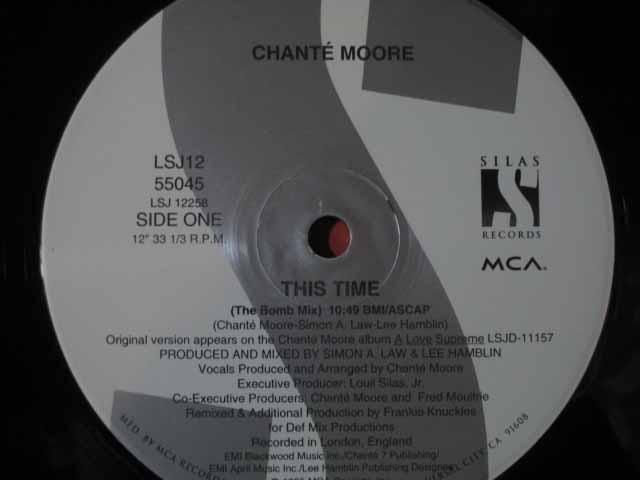 CHANTÉ MOORE
LSJ12
55045
LSJ 12258
SIDE ONE
12" 33 1/3 R.P.M.
SILAS
S
RECORDS
MCA®
THIS TIME
(The Bomb Mix) 10:49 BMI/ASCAP
(Chanté Moore-Simon A. Law-Lee Hamblin)
Original version appears on the Chanté Moore album A Love Supreme LSJD-11157
PRODUCED AND MIXED BY SIMON A. LAW & LEE HAMBLIN
Vocals Produced and Arranged by Chanté Moore
Executive Producer: Louil Silas, Jr.
Co-Executive Producers: Chanté Moore and Fred Moultrie
Remixed & Additional Production by Frankie Knuckles
for Def Mix Productions
Recorded in London, England
EMI Blackwood Music Inc./Chanté 7 Publishing/
EMI April Music Inc./Lee Hamblin Publishing Designee
MFD. BY MCA RECORDS
CA 91608